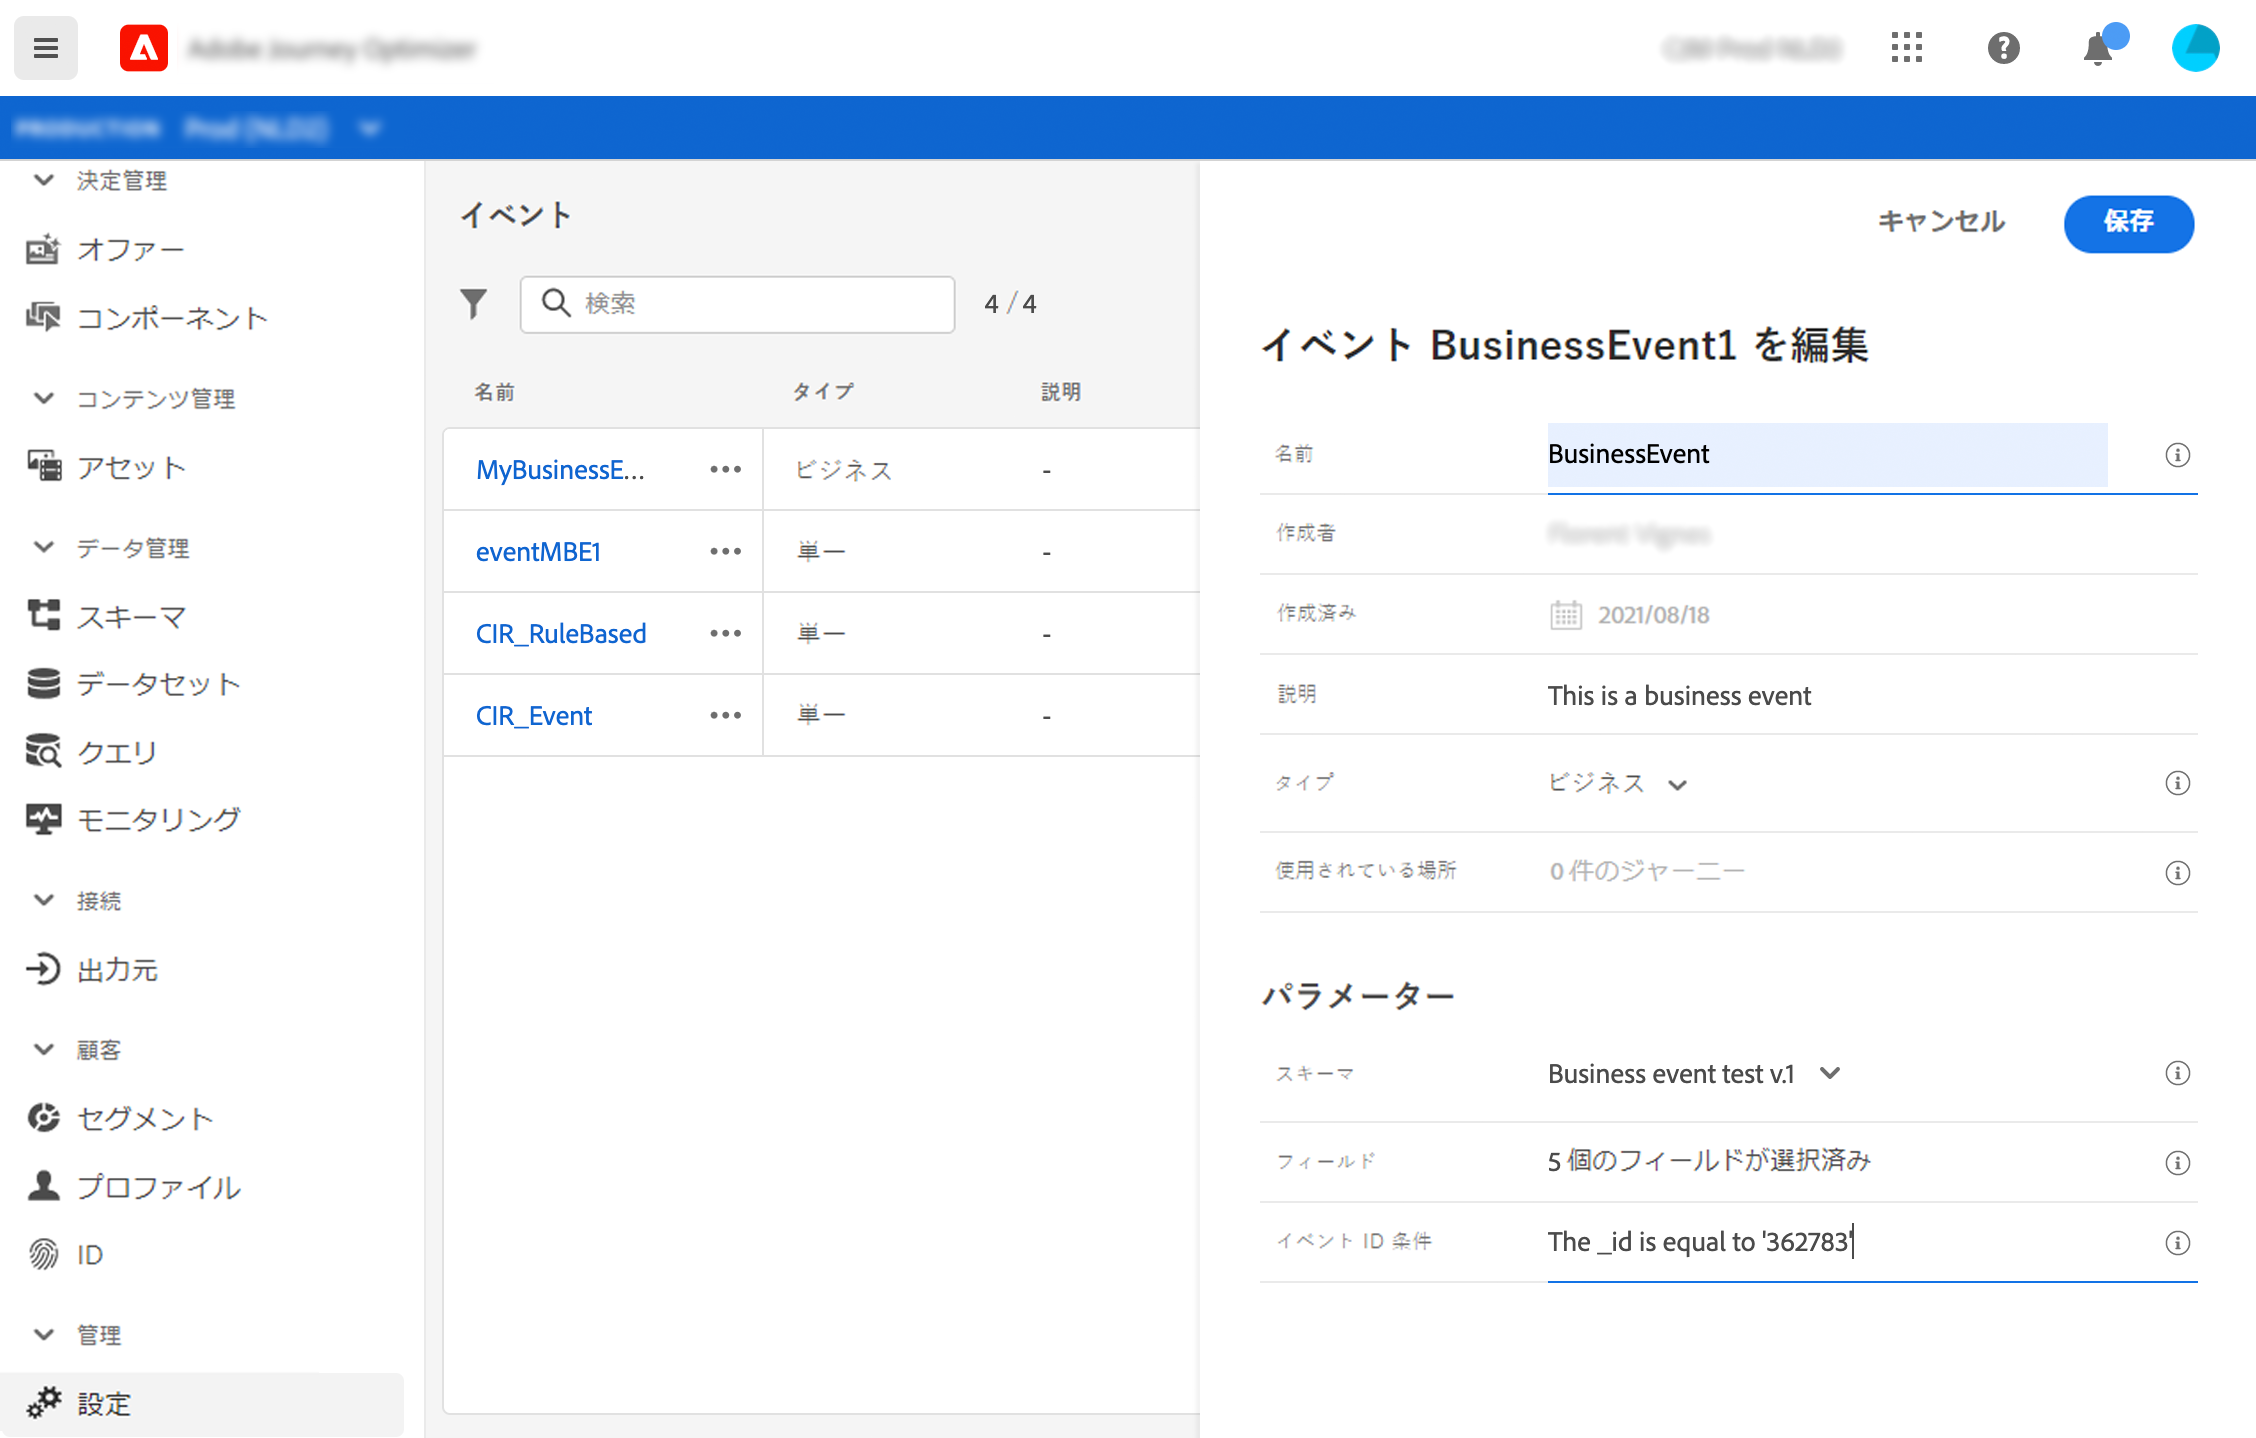 決定管理
オファー
コンポーネント
コンテンツ管理
アセット
データ管理
スキーマ
データセット
クエリ
モニタリング
接続
出力元
顧客
セグメント
プロファイル
ID
管理
設定
イベント
検索
4 / 4
名前 タイプ 説明
MyBusinessE... ビジネス -
eventMBE1 単一 -
CIR_RuleBased 単一 -
CIR_Event 単一 -
キャンセル 保存
イベント BusinessEvent1 を編集
名前 BusinessEvent
作成者
作成済み 2021/08/18
説明 This is a business event
タイプ ビジネス
使用されている場所 0 件のジャーニー
パラメーター
スキーマ Business event test v.1
フィールド 5 個のフィールドが選択済み
イベント ID 条件 The _id is equal to '362783'